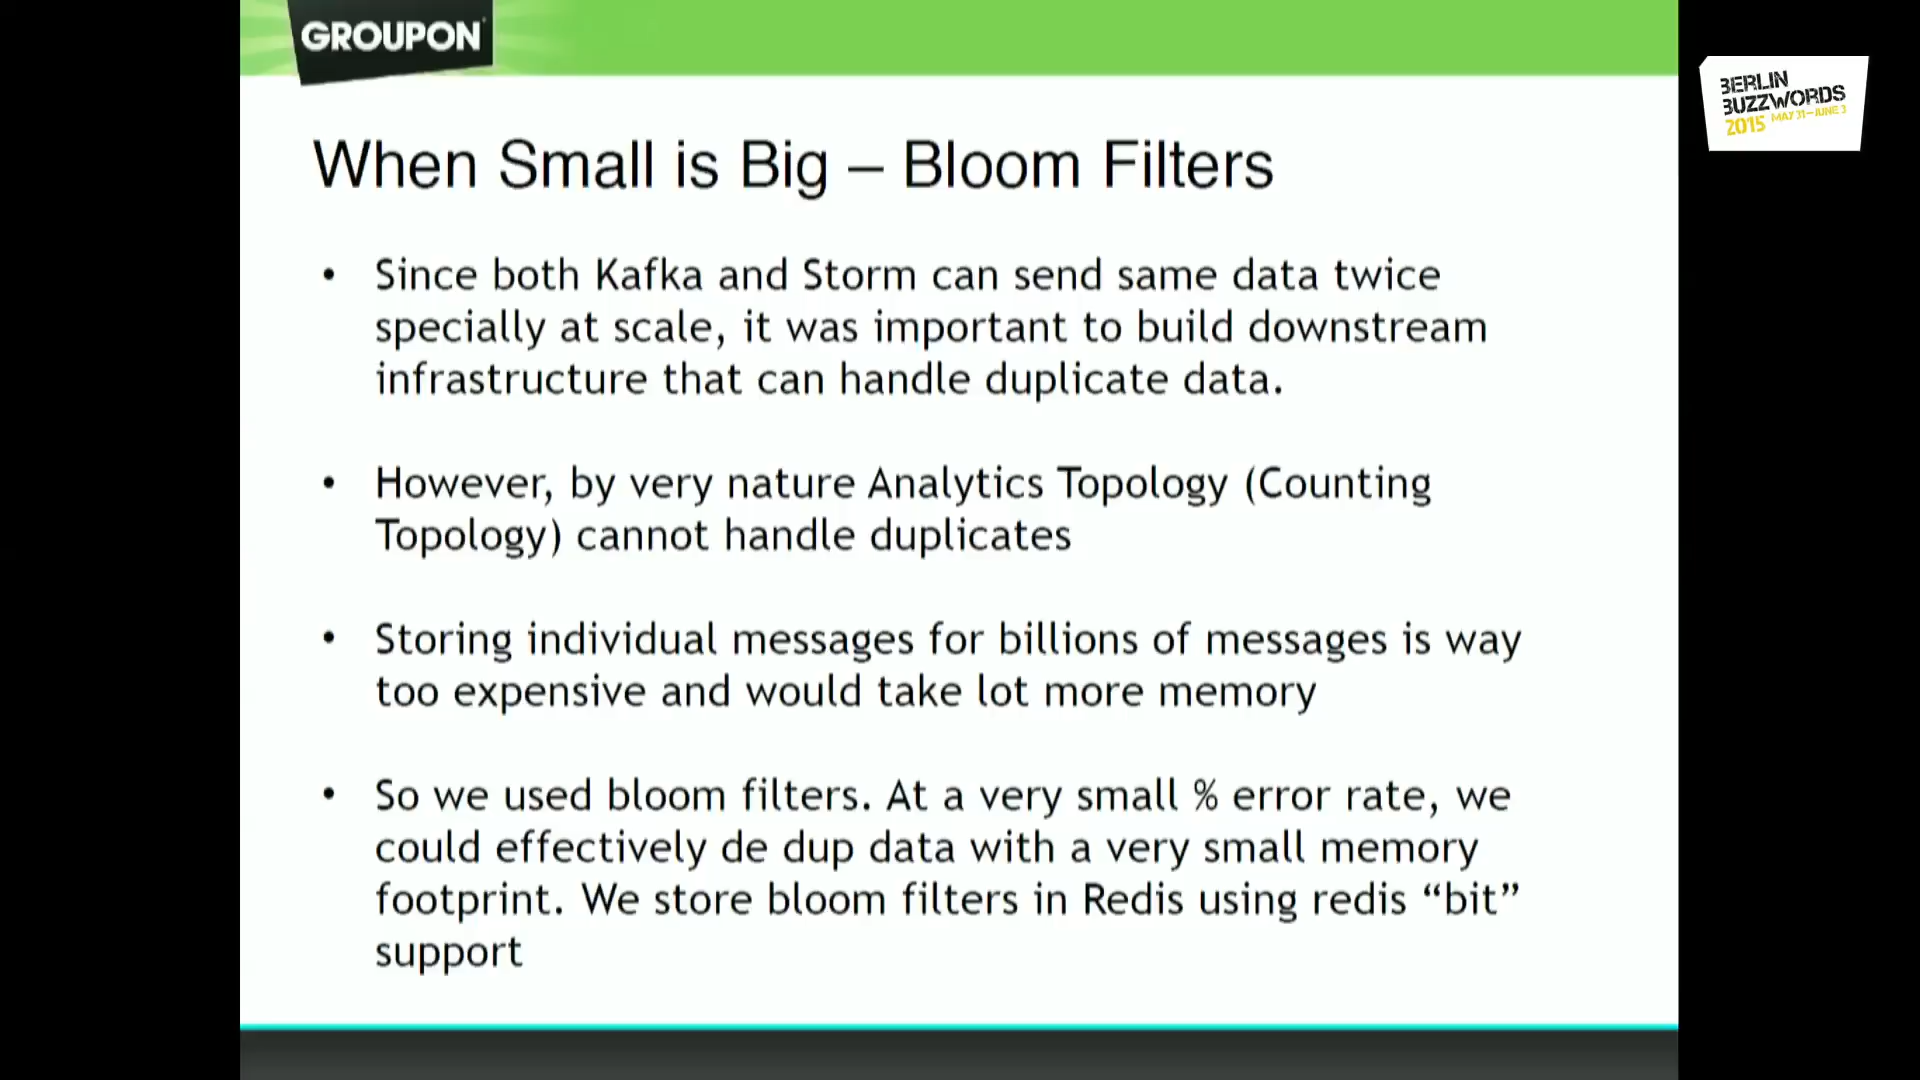 GROUPON
BERLIN
BUZZWORDS
2015 MAY 31-JUNE 3
When Small is Big – Bloom Filters
• Since both Kafka and Storm can send same data twice
specially at scale, it was important to build downstream
infrastructure that can handle duplicate data.
• However, by very nature Analytics Topology (Counting
Topology) cannot handle duplicates
• Storing individual messages for billions of messages is way
too expensive and would take lot more memory
• So we used bloom filters. At a very small % error rate, we
could effectively de dup data with a very small memory
footprint. We store bloom filters in Redis using redis “bit”
support